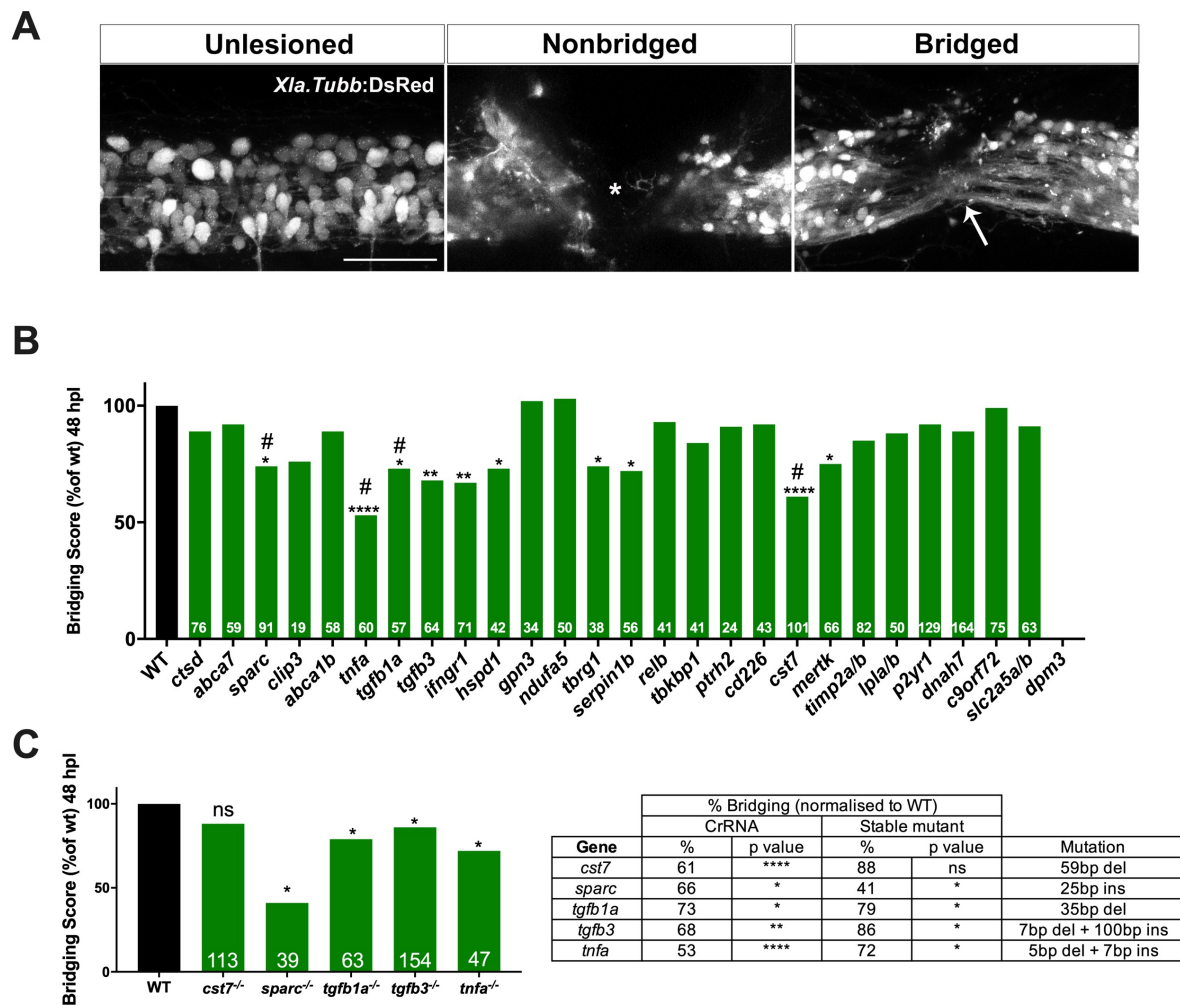 A
Unlesioned Nonbridged Bridged
Xla.Tubb:DsRed
*
B
Bridging Score (%of wt) 48 hpl
100
50
0
# # # #
* **** * ** ** * * * **** *
76 59 91 19 58 60 57 64 71 42 34 50 38 56 41 41 24 43 101 66 82 50 129 164 75 63
WT ctsd abca7 sparc clip3 abca1b tnfa tgfb1a tgfb3 ifngr1 hspd1 gpn3 ndufa5 tbrg1 serpin1b relb tbkbp1 ptrh2 cd226 cst7 mertk timp2a/b lpla/b p2yr1 dnah7 c9orf72 slc2a5a/b dpm3
C
Bridging Score (%of wt) 48 hpl
100
50
0
ns * * * *
113 39 63 154 47
WT cst7-/- sparc-/- tgfb1a-/- tgfb3-/- tnfa-/-
% Bridging (normalised to WT)
CrRNA Stable mutant
Gene % p value % p value Mutation
cst7 61 **** 88 ns 59bp del
sparc 66 * 41 * 25bp ins
tgfb1a 73 * 79 * 35bp del
tgfb3 68 ** 86 * 7bp del + 100bp ins
tnfa 53 **** 72 * 5bp del + 7bp ins